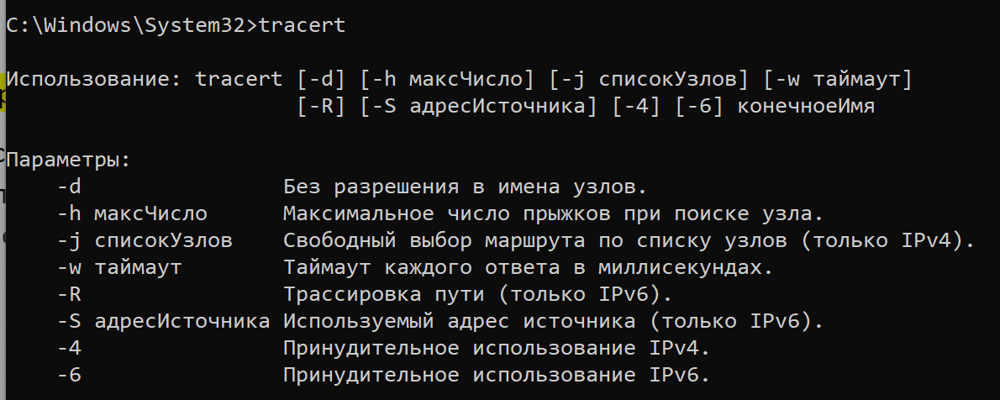 C:\Windows\System32>tracert
Использование: tracert [-d] [-h максЧисло] [-j списокУзлов] [-w таймаут]
[-R] [-S адресИсточника] [-4] [-6] конечноеИмя
Параметры:
-d Без разрешения в имена узлов.
-h максЧисло Максимальное число прыжков при поиске узла.
-j списокУзлов Свободный выбор маршрута по списку узлов (только IPv4).
-w таймаут Таймаут каждого ответа в миллисекундах.
-R Трассировка пути (только IPv6).
-S адресИсточника Используемый адрес источника (только IPv6).
-4 Принудительное использование IPv4.
-6 Принудительное использование IPv6.